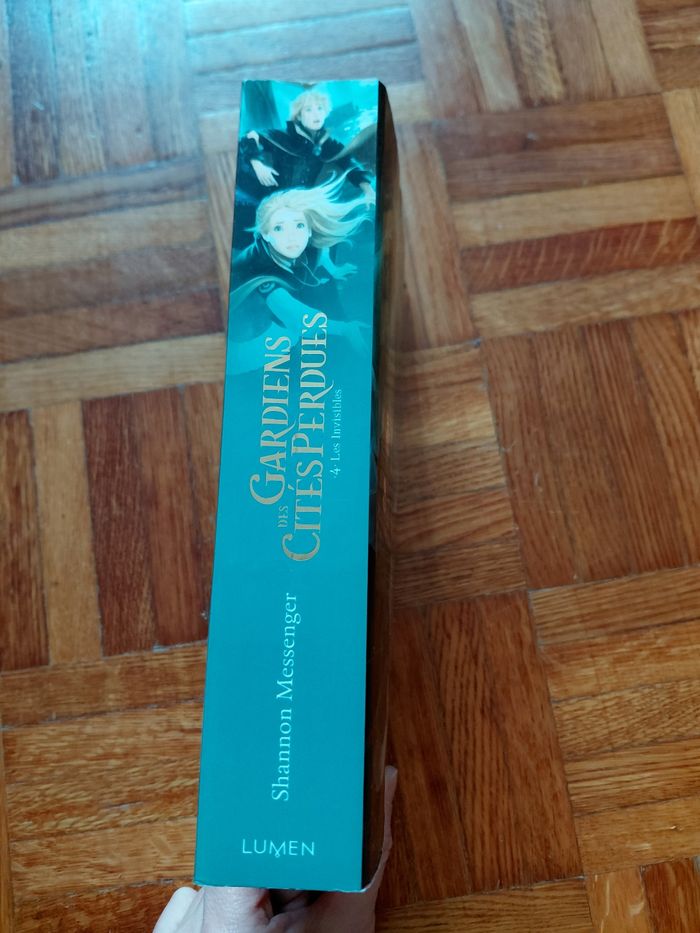 DES GARDIENS
CITÉS PERDUES
·4· Les Invisibles
Shannon Messenger
LUMEN